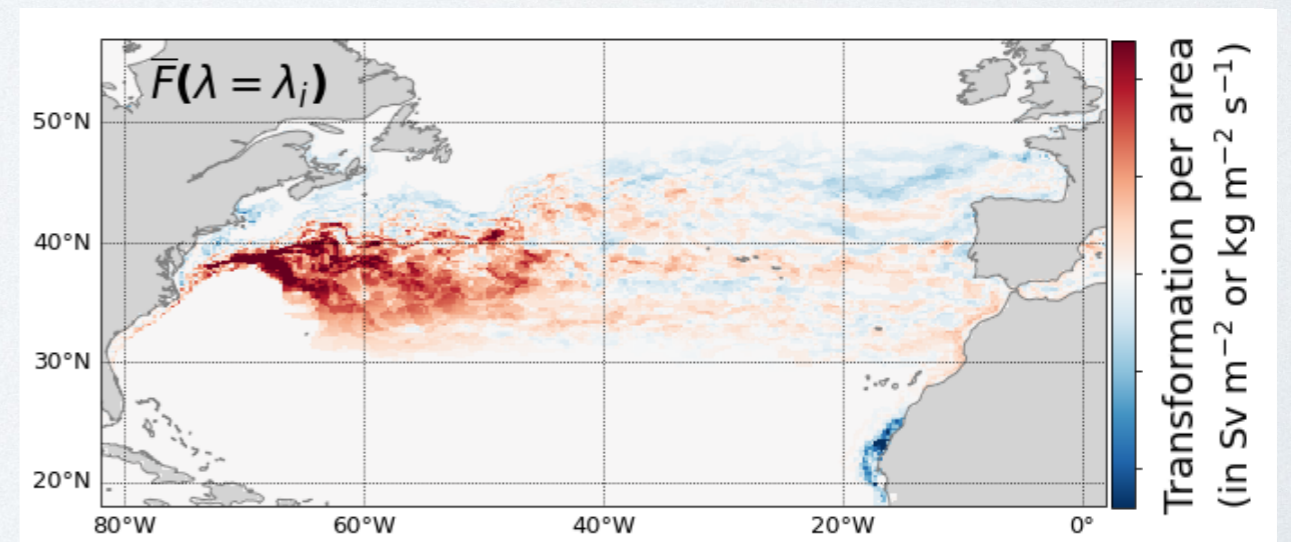 F̅(λ = λᵢ)
50°N
40°N
30°N
20°N
80°W 60°W 40°W 20°W 0°
Transformation per area
(in Sv m⁻² or kg m⁻² s⁻¹)